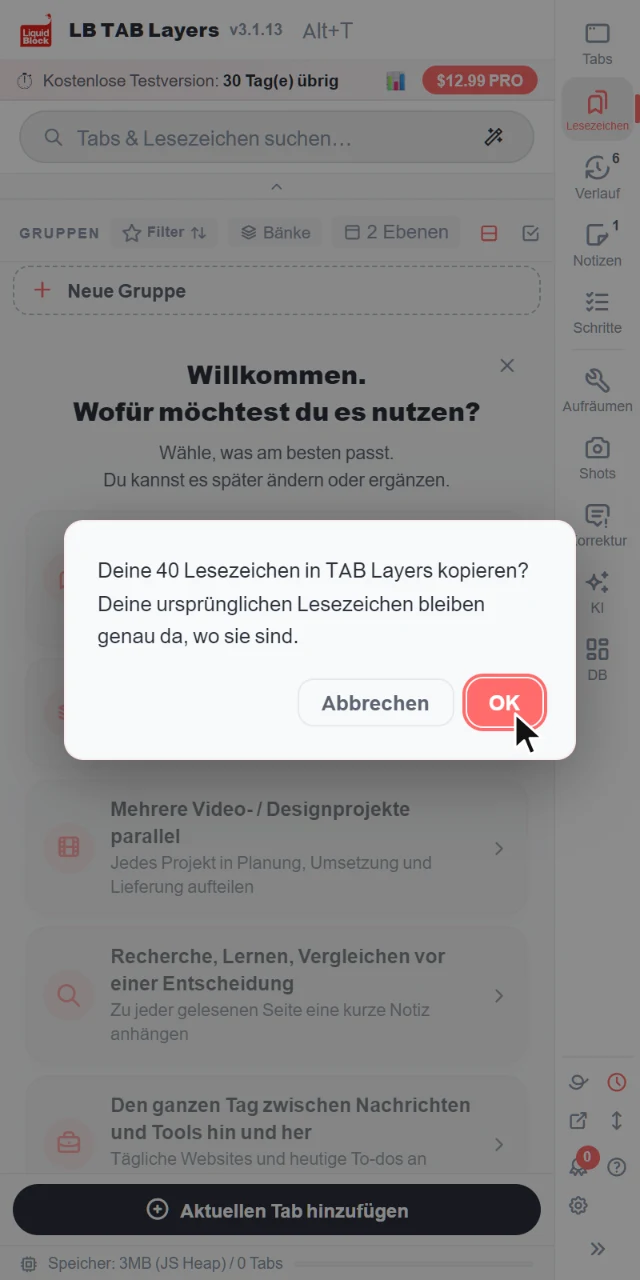 Liquid
Block
LB TAB Layers v3.1.13 Alt+T
Kostenlose Testversion: 30 Tag(e) übrig
$12.99 PRO
Tabs & Lesezeichen suchen…
GRUPPEN
Filter
Bänke
2 Ebenen
Neue Gruppe
Willkommen.
Wofür möchtest du es nutzen?
Wähle, was am besten passt.
Du kannst es später ändern oder ergänzen.
Deine 40 Lesezeichen in TAB Layers kopieren?
Deine ursprünglichen Lesezeichen bleiben
genau da, wo sie sind.
Abbrechen
OK
Mehrere Video- / Designprojekte
parallel
Jedes Projekt in Planung, Umsetzung und
Lieferung aufteilen
Recherche, Lernen, Vergleichen vor
einer Entscheidung
Zu jeder gelesenen Seite eine kurze Notiz
anhängen
Den ganzen Tag zwischen Nachrichten
und Tools hin und her
Tägliche Websites und heutige To-dos an
Aktuellen Tab hinzufügen
Speicher: 3MB (JS Heap) / 0 Tabs
Tabs
Lesezeichen
6
Verlauf
1
Notizen
Schritte
Aufräumen
Shots
orrektur
KI
DB
0